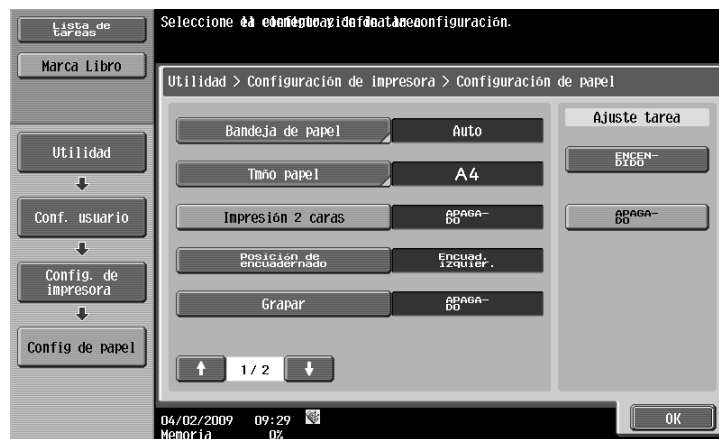 Lista de
tareas
Marca Libro
Seleccione
configuración.
Utilidad > Configuración de impresora > Configuración de papel
Utilidad
Conf. usuario
Config. de
impresora
Config de papel
Bandeja de papel Auto
Tmño papel A4
Impresión 2 caras APAGA-
DO
Posición de
encuadernado
Encuad.
izquier.
Grapar APAGA-
DO
1/ 2
Ajuste tarea
ENCEN-
DIDO
APAGA-
DO
04/02/2009 09:29
Memoria 0%
OK